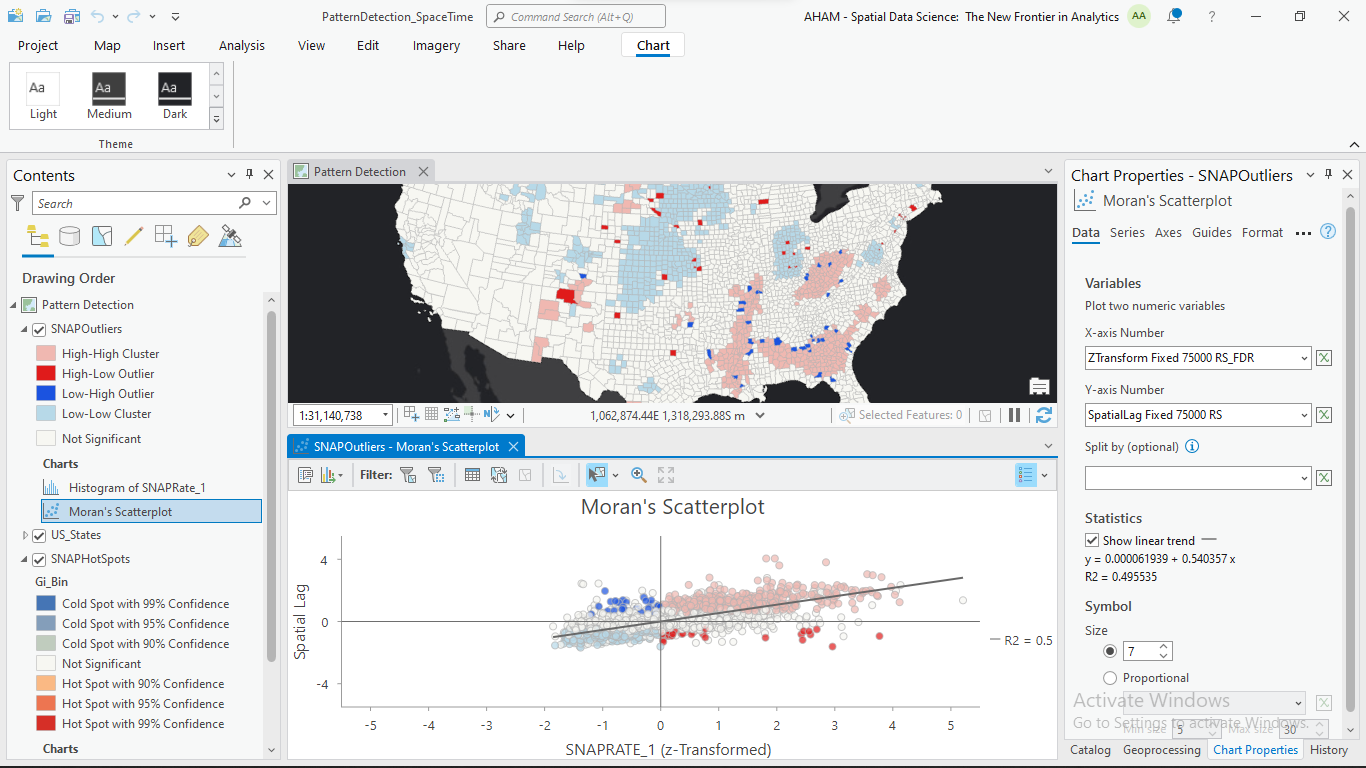 PatternDetection_SpaceTime
Command Search (Alt+Q)
AHAM - Spatial Data Science: The New Frontier in Analytics
AA
?
Project Map Insert Analysis View Edit Imagery Share Help Chart
Aa Aa Aa
Light Medium Dark
Theme
Contents
Search
Drawing Order
Pattern Detection
SNAPOutliers
High-High Cluster
High-Low Outlier
Low-High Outlier
Low-Low Cluster
Not Significant
Charts
Histogram of SNAPRate_1
Moran's Scatterplot
US_States
SNAPHotSpots
Gi_Bin
Cold Spot with 99% Confidence
Cold Spot with 95% Confidence
Cold Spot with 90% Confidence
Not Significant
Hot Spot with 90% Confidence
Hot Spot with 95% Confidence
Hot Spot with 99% Confidence
Charts
Pattern Detection
1:31,140,738
1,062,874.44E 1,318,293.88S m
Selected Features: 0
SNAPOutliers - Moran's Scatterplot
Filter:
Moran's Scatterplot
Spatial Lag
4
0
-4
-5 -4 -3 -2 -1 0 1 2 3 4 5
SNAPRATE_1 (z-Transformed)
R2 = 0.5
Chart Properties - SNAPOutliers
Moran's Scatterplot
Data Series Axes Guides Format ... ?
Variables
Plot two numeric variables
X-axis Number
ZTransform Fixed 75000 RS_FDR
Y-axis Number
SpatialLag Fixed 75000 RS
Split by (optional)
Statistics
Show linear trend
y = 0.000061939 + 0.540357 x
R2 = 0.495535
Symbol
Size
7
Proportional
Activate Windows
Go to Settings to activate Windows.
Min size 5 Max size 30
Catalog Geoprocessing Chart Properties History